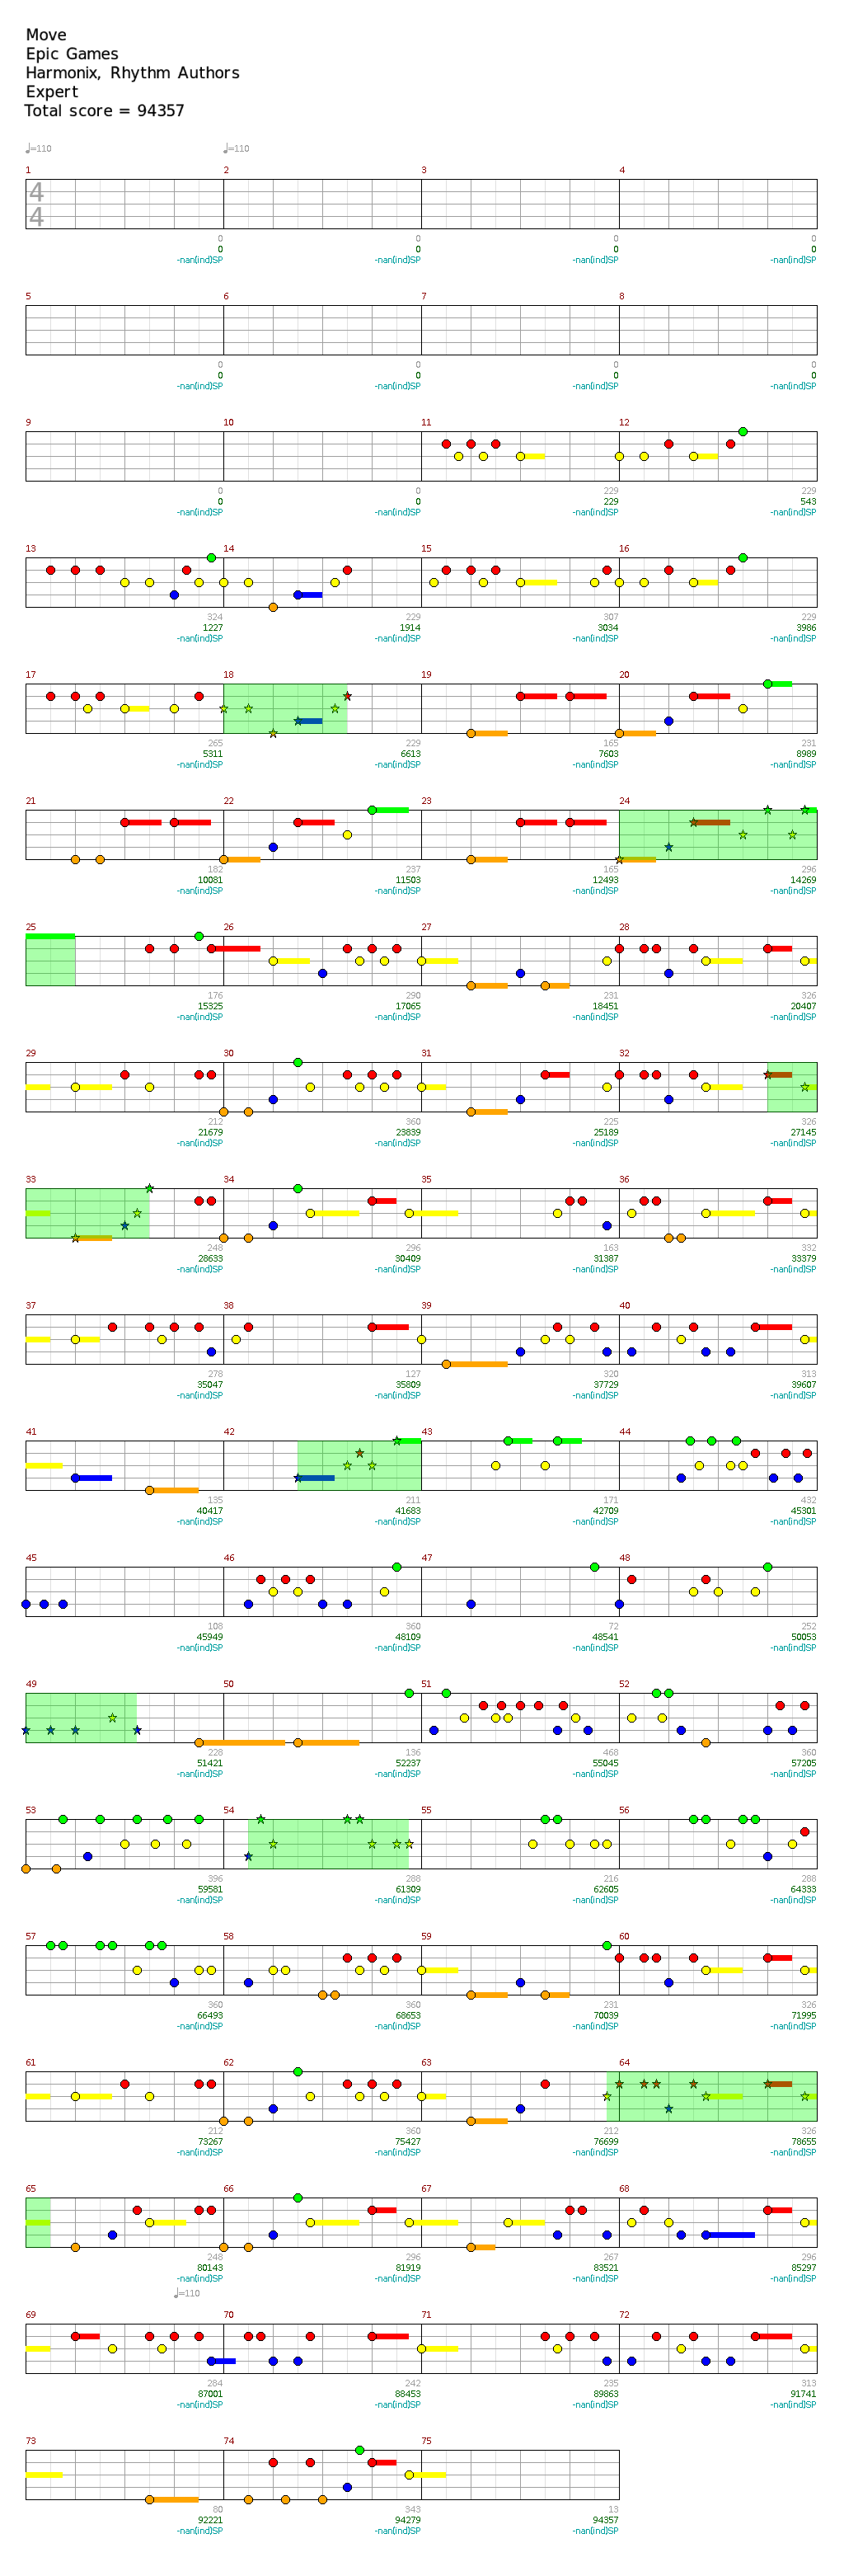 Move
Epic Games
Harmonix, Rhythm Authors
Expert
Total score = 94357
♩=110 ♩=110
1 2 3 4
4
4
0 0 0 0
0 0 0 0
-nan(ind)SP -nan(ind)SP -nan(ind)SP -nan(ind)SP
5 6 7 8
0 0 0 0
0 0 0 0
-nan(ind)SP -nan(ind)SP -nan(ind)SP -nan(ind)SP
9 10 11 12
0 0 229 229
0 0 229 543
-nan(ind)SP -nan(ind)SP -nan(ind)SP -nan(ind)SP
13 14 15 16
324 229 307 229
1227 1914 3034 3986
-nan(ind)SP -nan(ind)SP -nan(ind)SP -nan(ind)SP
17 18 19 20
265 229 165 231
5311 6613 7603 8989
-nan(ind)SP -nan(ind)SP -nan(ind)SP -nan(ind)SP
21 22 23 24
182 237 165 296
10081 11503 12493 14269
-nan(ind)SP -nan(ind)SP -nan(ind)SP -nan(ind)SP
25 26 27 28
176 290 231 326
15325 17065 18451 20407
-nan(ind)SP -nan(ind)SP -nan(ind)SP -nan(ind)SP
29 30 31 32
212 360 225 326
21679 23839 25189 27145
-nan(ind)SP -nan(ind)SP -nan(ind)SP -nan(ind)SP
33 34 35 36
248 296 163 332
28633 30409 31387 33379
-nan(ind)SP -nan(ind)SP -nan(ind)SP -nan(ind)SP
37 38 39 40
278 127 320 313
35047 35809 37729 39607
-nan(ind)SP -nan(ind)SP -nan(ind)SP -nan(ind)SP
41 42 43 44
135 211 171 432
40417 41683 42709 45301
-nan(ind)SP -nan(ind)SP -nan(ind)SP -nan(ind)SP
45 46 47 48
108 360 72 252
45949 48109 48541 50053
-nan(ind)SP -nan(ind)SP -nan(ind)SP -nan(ind)SP
49 50 51 52
228 136 468 360
51421 52237 55045 57205
-nan(ind)SP -nan(ind)SP -nan(ind)SP -nan(ind)SP
53 54 55 56
396 288 216 288
59581 61309 62605 64333
-nan(ind)SP -nan(ind)SP -nan(ind)SP -nan(ind)SP
57 58 59 60
360 360 231 326
66493 68653 70039 71995
-nan(ind)SP -nan(ind)SP -nan(ind)SP -nan(ind)SP
61 62 63 64
212 360 212 326
73267 75427 76699 78655
-nan(ind)SP -nan(ind)SP -nan(ind)SP -nan(ind)SP
65 66 67 68
248 296 267 296
80143 81919 83521 85297
-nan(ind)SP -nan(ind)SP -nan(ind)SP -nan(ind)SP
♩=110
69 70 71 72
284 242 235 313
87001 88453 89863 91741
-nan(ind)SP -nan(ind)SP -nan(ind)SP -nan(ind)SP
73 74 75
80 343 13
92221 94279 94357
-nan(ind)SP -nan(ind)SP -nan(ind)SP